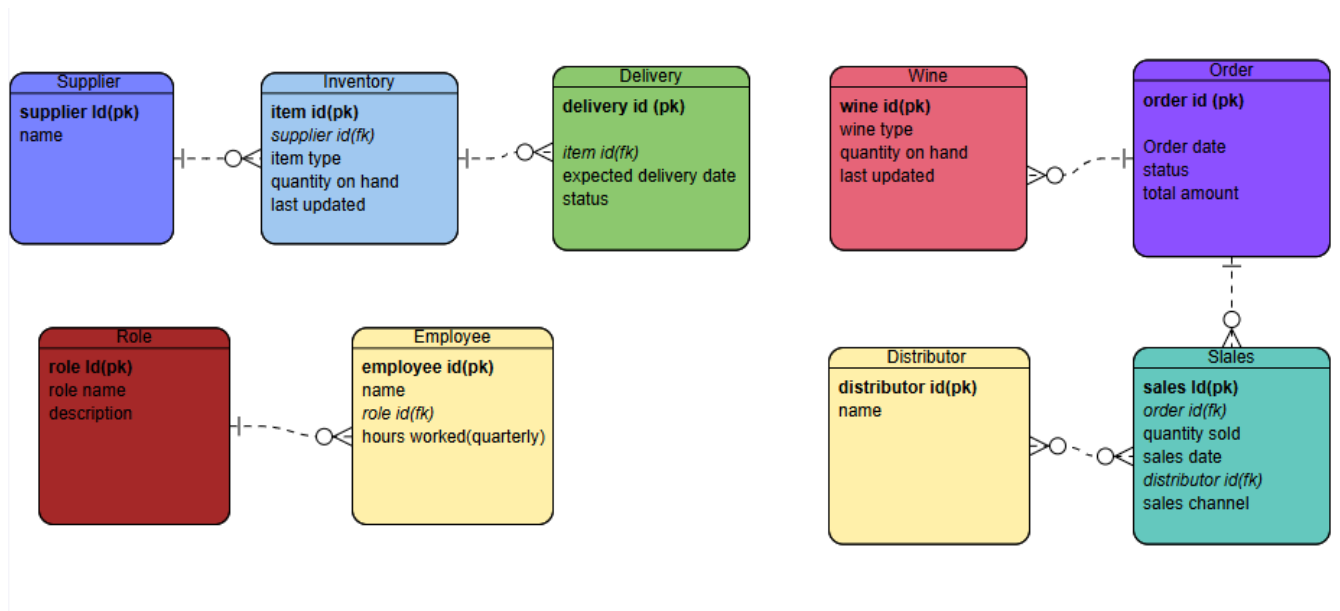 Supplier
supplier Id(pk)
name
Inventory
item id(pk)
supplier id(fk)
item type
quantity on hand
last updated
Delivery
delivery id (pk)
item id(fk)
expected delivery date
status
Wine
wine id(pk)
wine type
quantity on hand
last updated
Order
order id (pk)
Order date
status
total amount
Role
role Id(pk)
role name
description
Employee
employee id(pk)
name
role id(fk)
hours worked(quarterly)
Distributor
distributor id(pk)
name
Slales
sales Id(pk)
order id(fk)
quantity sold
sales date
distributor id(fk)
sales channel